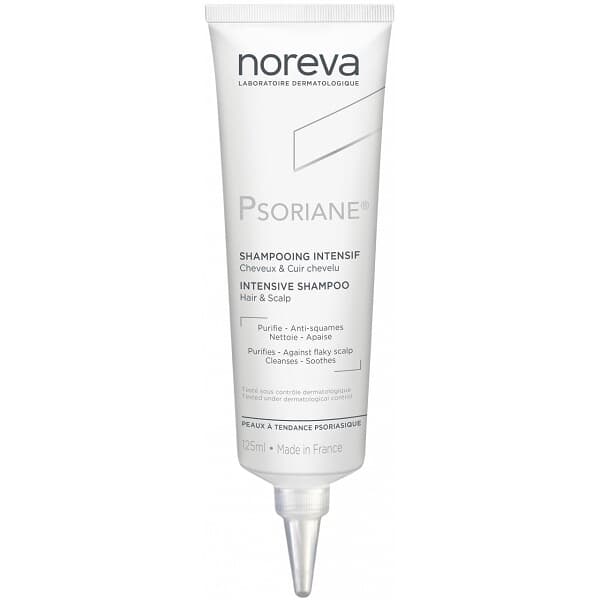 noreva
LABORATOIRE DERMATOLOGIQUE
PSORIANE®
SHAMPOOING INTENSIF
Cheveux & Cuir chevelu
INTENSIVE SHAMPOO
Hair & Scalp
Purifie - Anti-squames
Nettoie - Apaise
Purifies - Against flaky scalp
Cleanses - Soothes
Testé sous contrôle dermatologique
Tested under dermatological control
PEAUX À TENDANCE PSORIASIQUE
125ml • Made in France